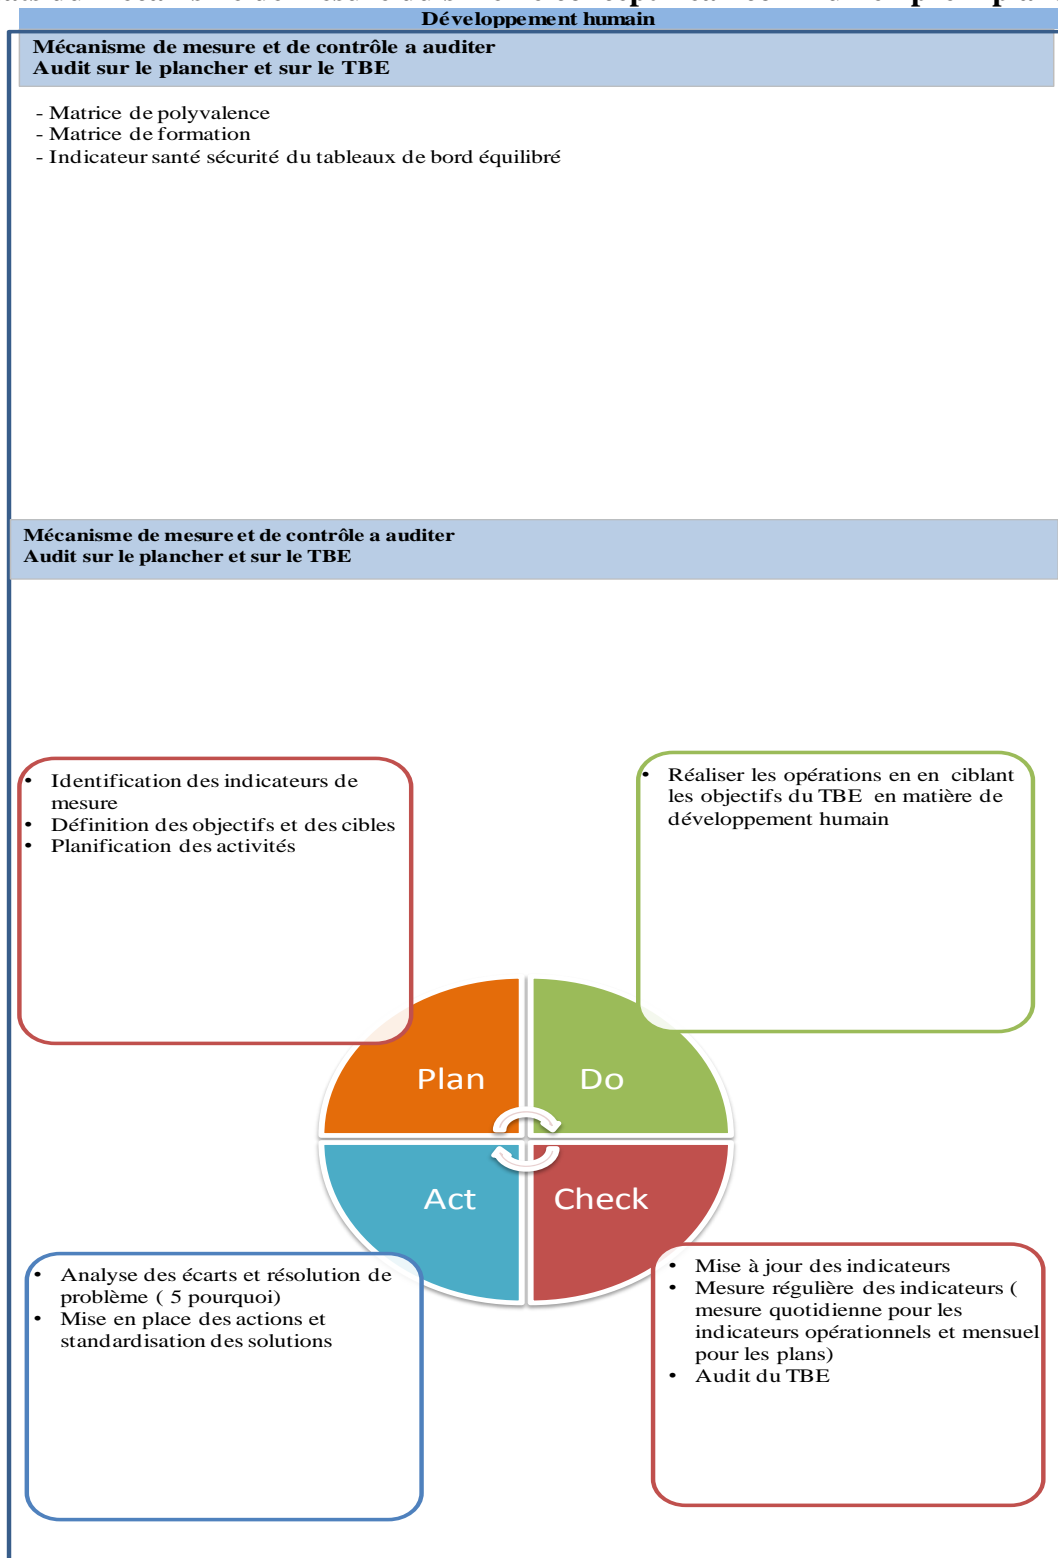 Développement humain
Mécanisme de mesure et de contrôle a auditer
Audit sur le plancher et sur le TBE
- Matrice de polyvalence
- Matrice de formation
- Indicateur santé sécurité du tableaux de bord équilibré
Mécanisme de mesure et de contrôle a auditer
Audit sur le plancher et sur le TBE
• Identification des indicateurs de
mesure
• Définition des objectifs et des cibles
• Planification des activités
• Réaliser les opérations en en ciblant
les objectifs du TBE en matière de
développement humain
Plan
Do
Act
Check
• Analyse des écarts et résolution de
problème ( 5 pourquoi)
• Mise en place des actions et
standardisation des solutions
• Mise à jour des indicateurs
• Mesure régulière des indicateurs (
mesure quotidienne pour les
indicateurs opérationnels et mensuel
pour les plans)
• Audit du TBE